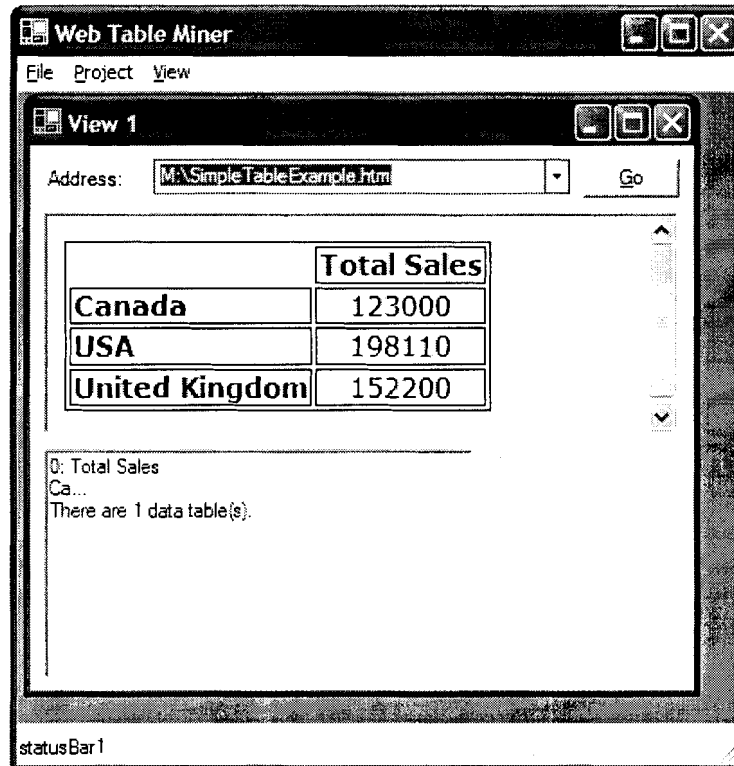 Web Table Miner
File Project View
View 1
Address: M:\SimpleTableExample.htm Go
Total Sales
Canada 123000
USA 198110
United Kingdom 152200
0: Total Sales
Ca...
There are 1 data table(s).
statusBar1